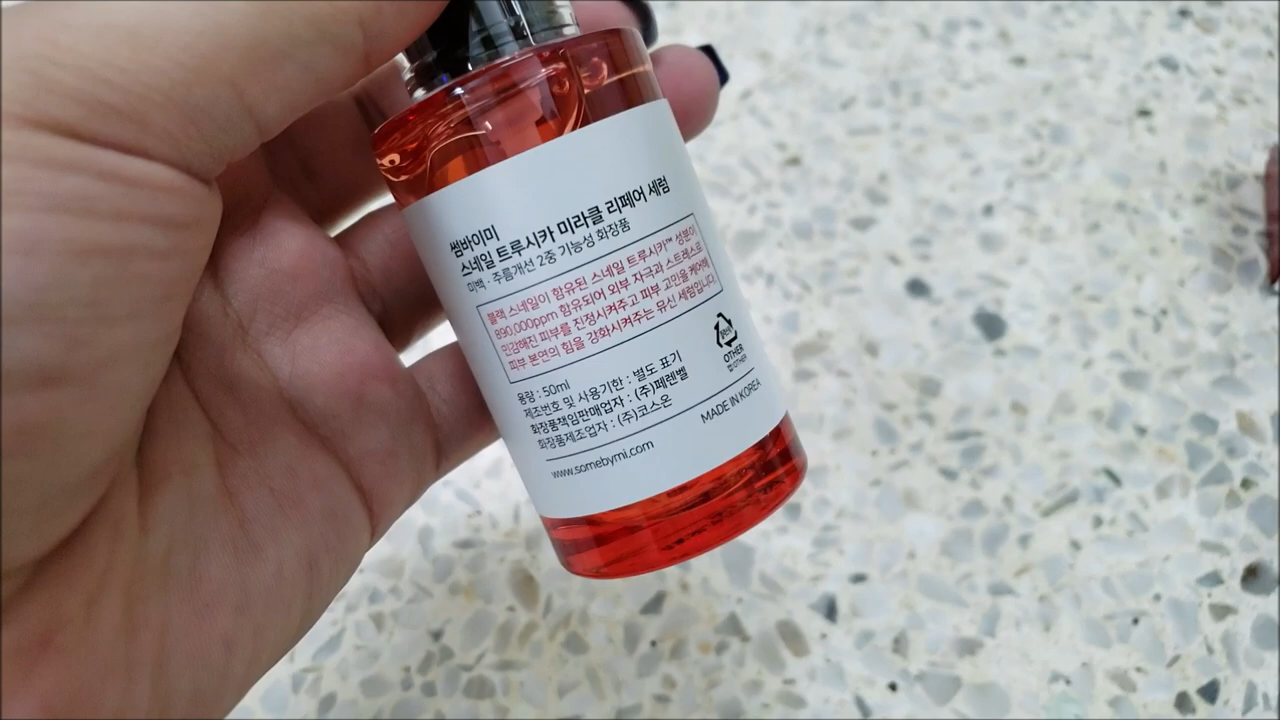 썸바이미
스네일 트루시카 미라클 리페어 세럼
미백 · 주름개선 2중 기능성 화장품
블랙 스네일이 함유된 스네일 트루시카™ 성분이
890,000ppm 함유되어 외부 자극과 스트레스로
민감해진 피부를 진정시켜주고 피부 고민을 케어해
피부 본연의 힘을 강화시켜주는 뮤신 세럼입니다.
용량 : 50ml
제조번호 및 사용기한 : 별도 표기
화장품책임판매업자 : (주)페렌벨
화장품제조업자 : (주)코스온
OTHER
MADE IN KOREA
www.somebymi.com